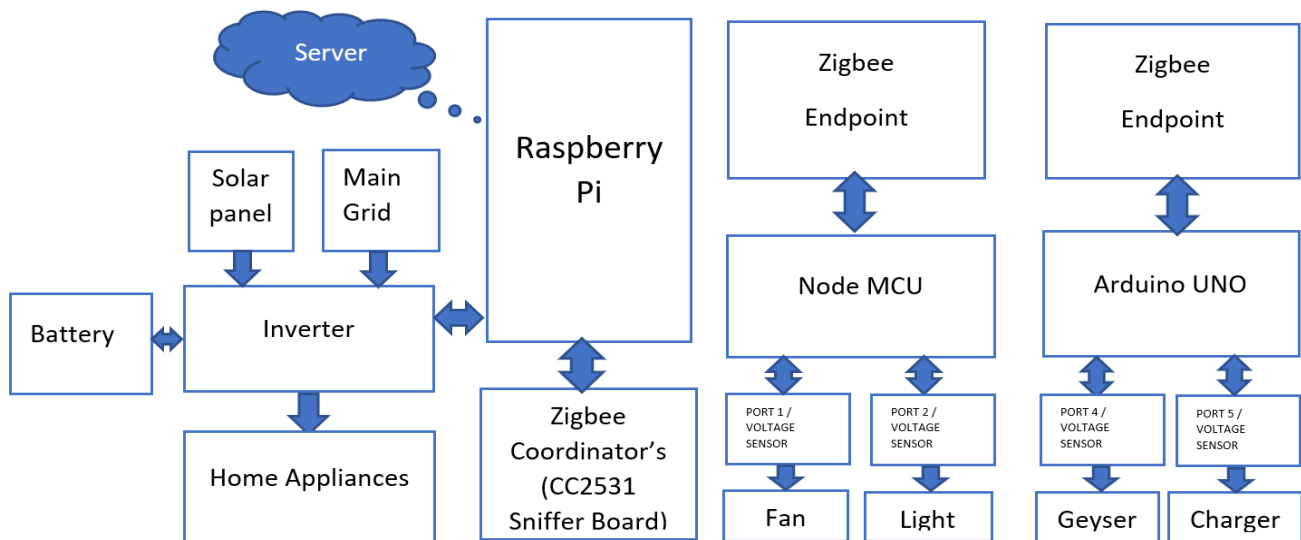 Server
Raspberry
Pi
Zigbee
Endpoint
Zigbee
Endpoint
Solar
panel
Main
Grid
Battery
Inverter
Node MCU
Arduino UNO
Home Appliances
Zigbee
Coordinator's
(CC2531
Sniffer Board)
PORT 1 /
VOLTAGE
SENSOR
PORT 2 /
VOLTAGE
SENSOR
PORT 4 /
VOLTAGE
SENSOR
PORT 5 /
VOLTAGE
SENSOR
Fan
Light
Geyser
Charger